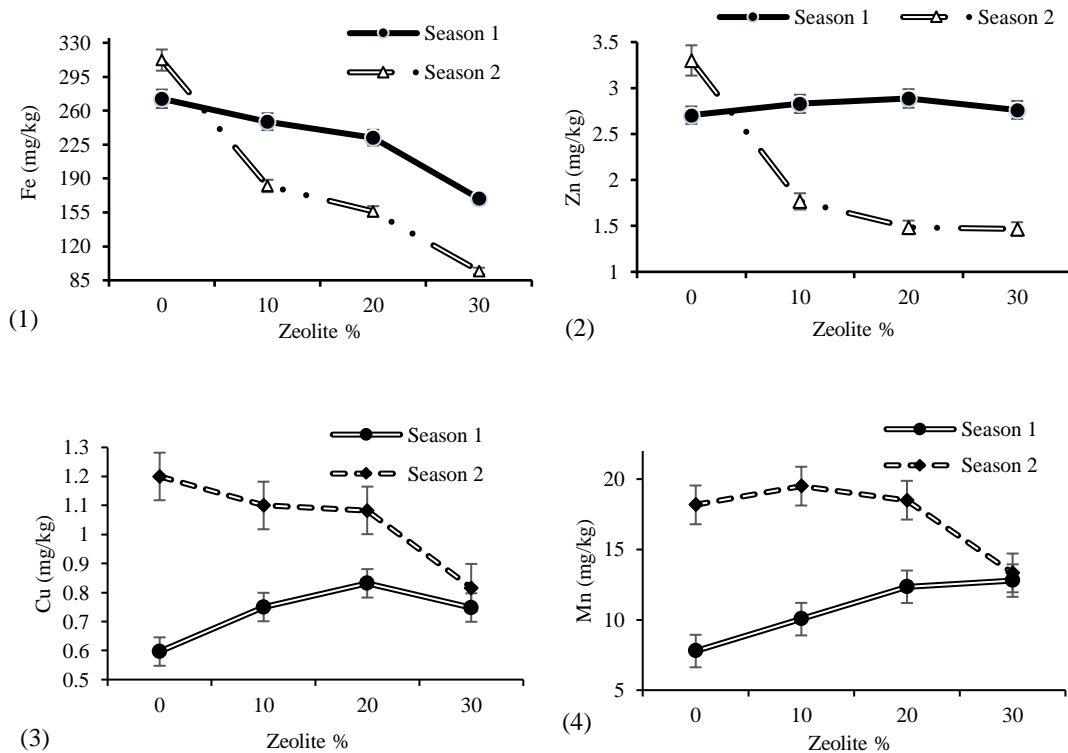 Season 1
Season 2
330
295
260
225
190
155
120
85
Fe (mg/kg)
0 10 20 30
Zeolite %
(1)
Season 1 Season 2
3.5
3
2.5
2
1.5
1
Zn (mg/kg)
0 10 20 30
Zeolite %
(2)
Season 1
Season 2
1.3
1.2
1.1
1
0.9
0.8
0.7
0.6
0.5
Cu (mg/kg)
0 10 20 30
Zeolite %
(3)
Season 1
Season 2
20
15
10
5
Mn (mg/kg)
0 10 20 30
Zeolite %
(4)